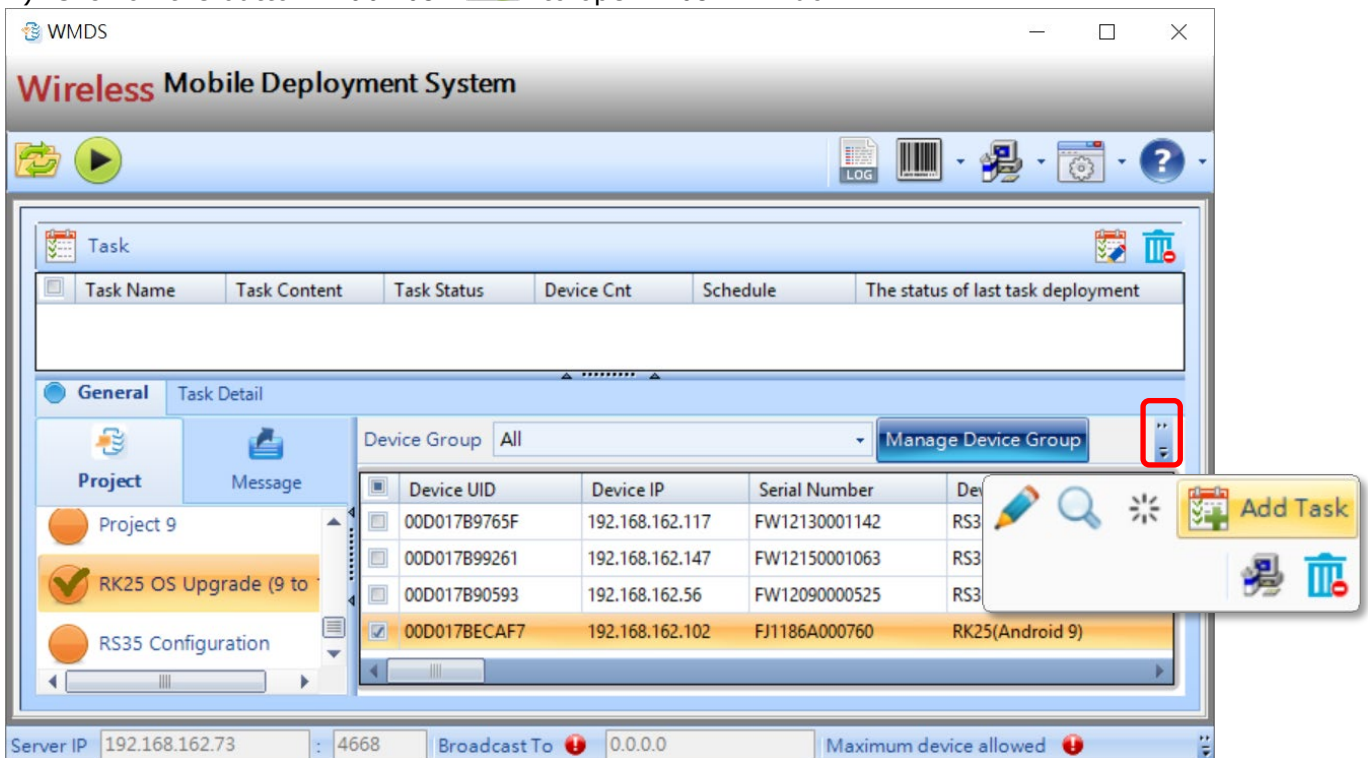 WMDS
Wireless Mobile Deployment System
LOG
?
Task
Task Name Task Content Task Status Device Cnt Schedule The status of last task deployment
General Task Detail
Project Message
Device Group All Manage Device Group
Device UID Device IP Serial Number Dev
00D017B9765F 192.168.162.117 FW12130001142 RS3
00D017B99261 192.168.162.147 FW12150001063 RS3
00D017B90593 192.168.162.56 FW12090000525 RS3
00D017BECAF7 192.168.162.102 FJ1186A000760 RK25(Android 9)
Project 9
RK25 OS Upgrade (9 to
RS35 Configuration
Add Task
Server IP 192.168.162.73 : 4668 Broadcast To 0.0.0.0 Maximum device allowed